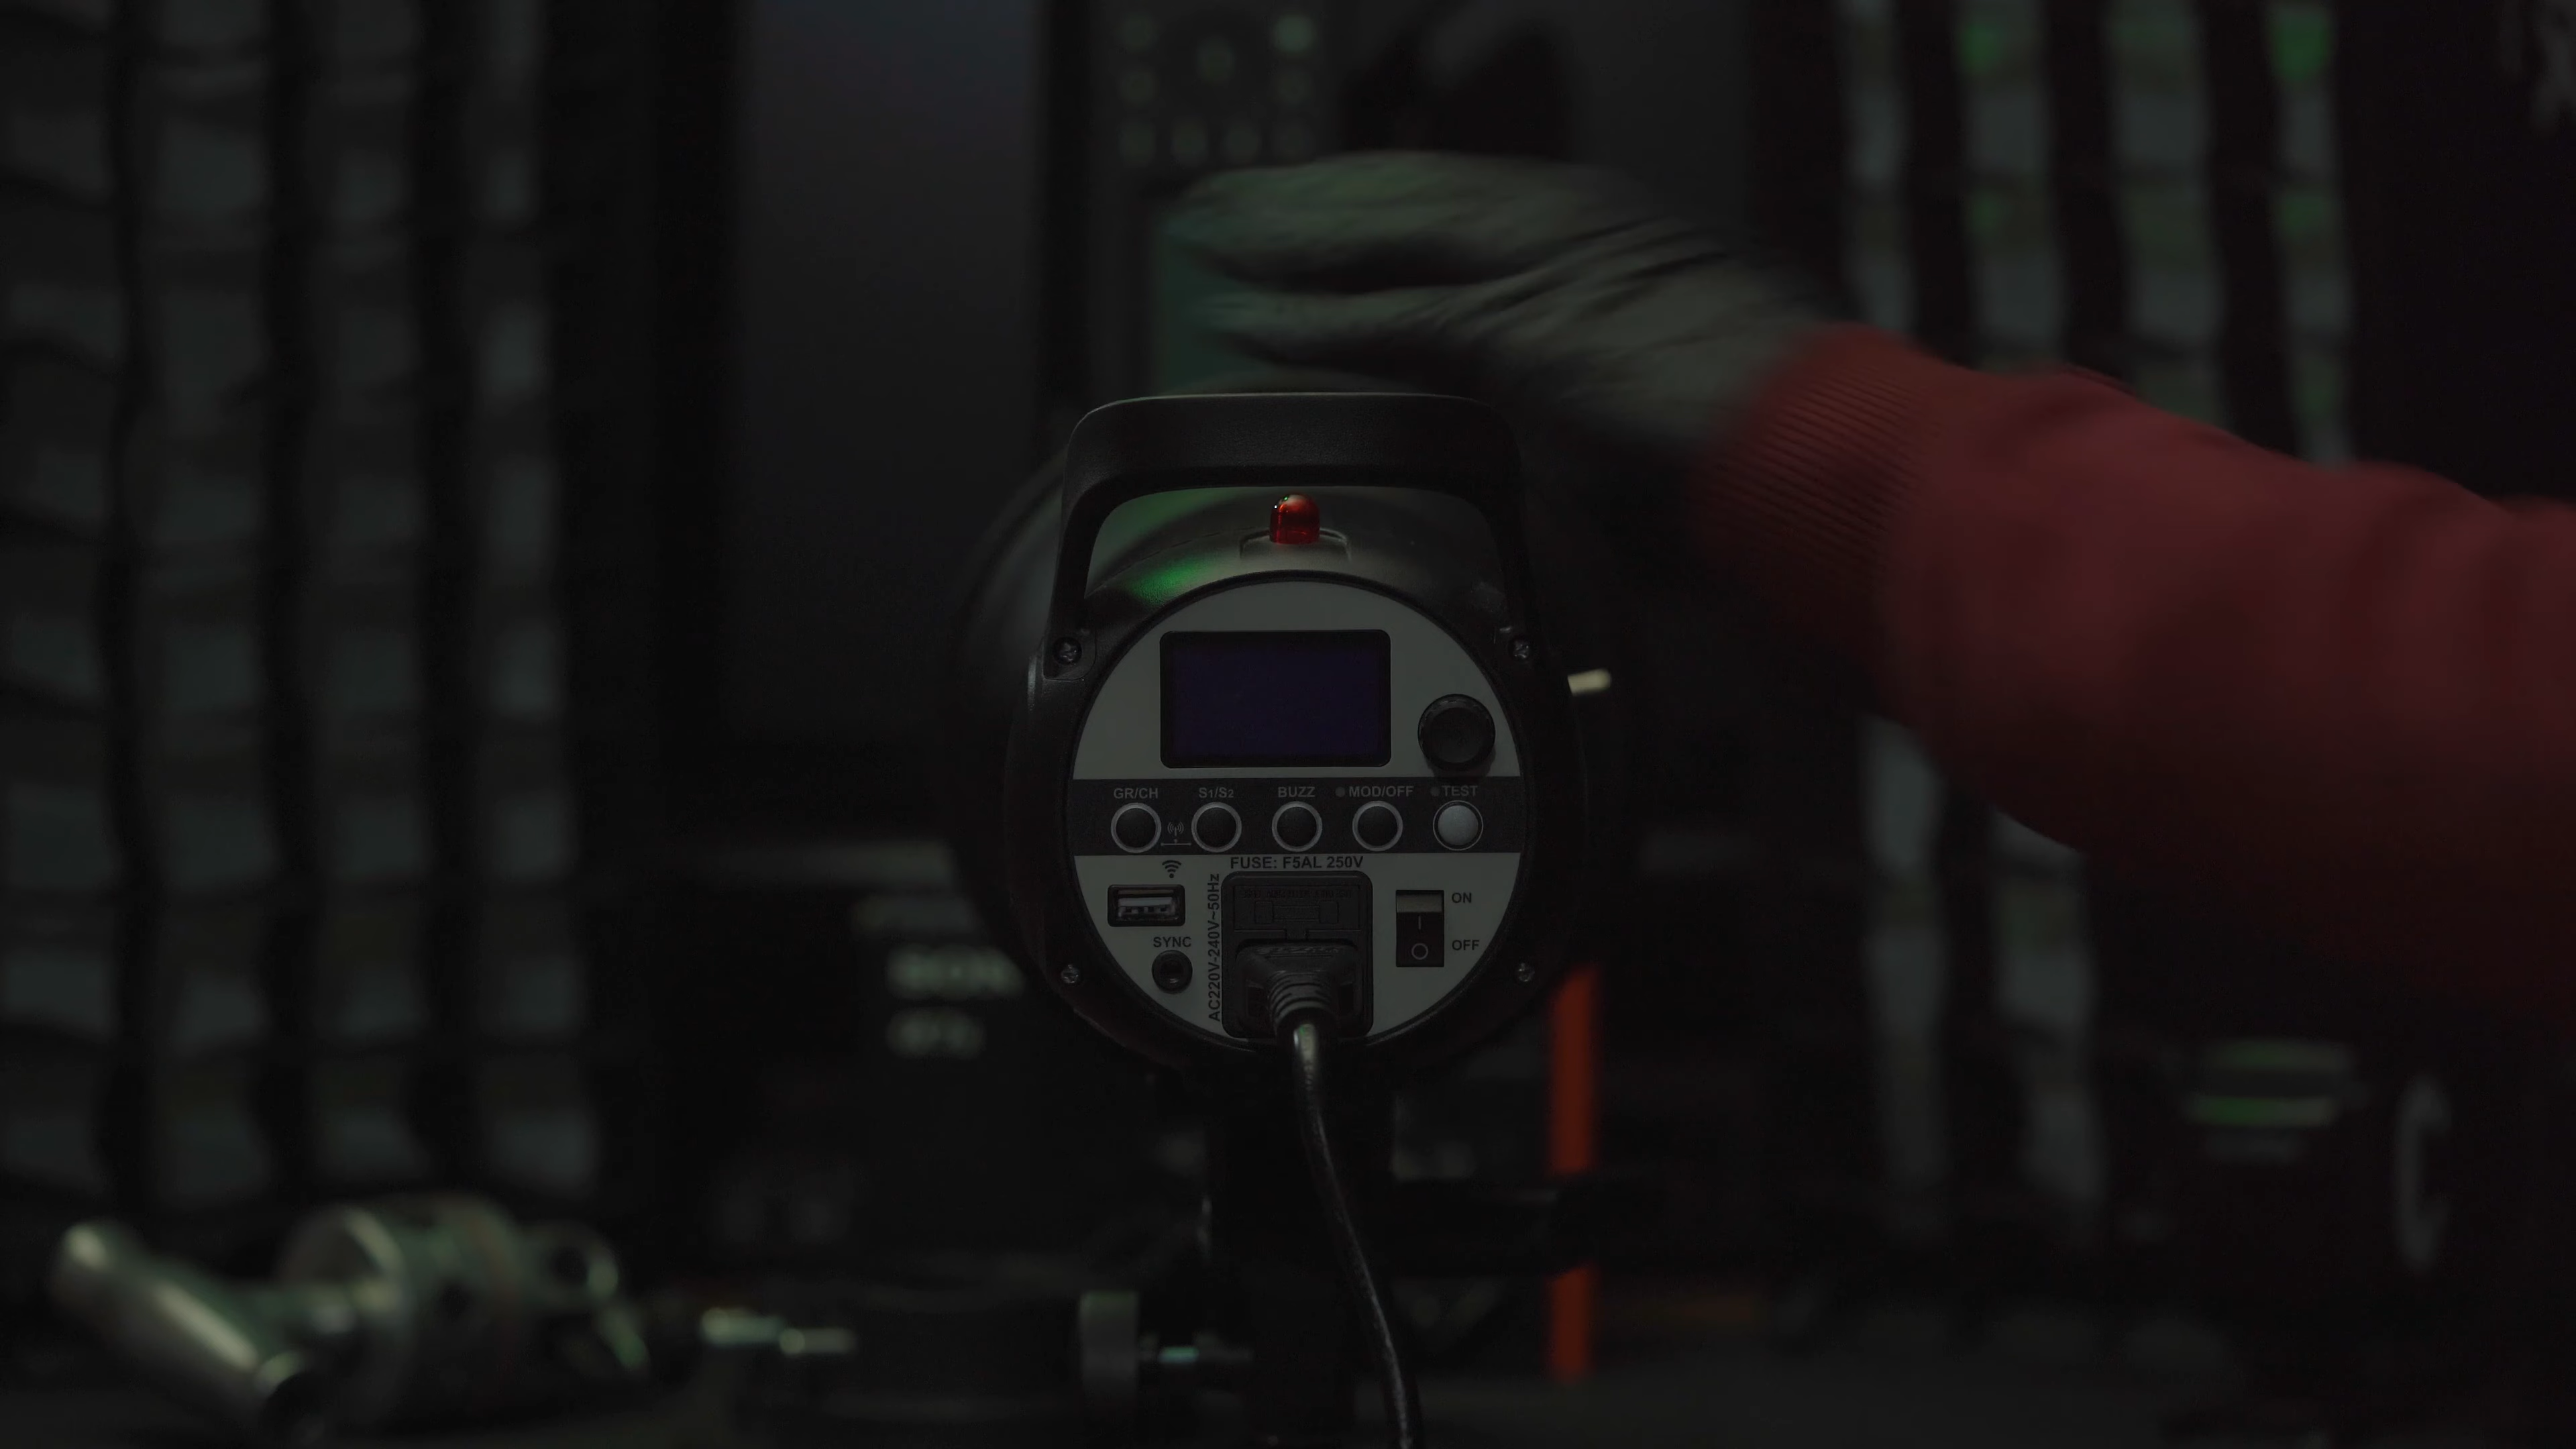 GR/CH
S1/S2
BUZZ
MOD/OFF
TEST
FUSE: F5AL 250V
AC220V-240V~50Hz
ON
SYNC
OFF